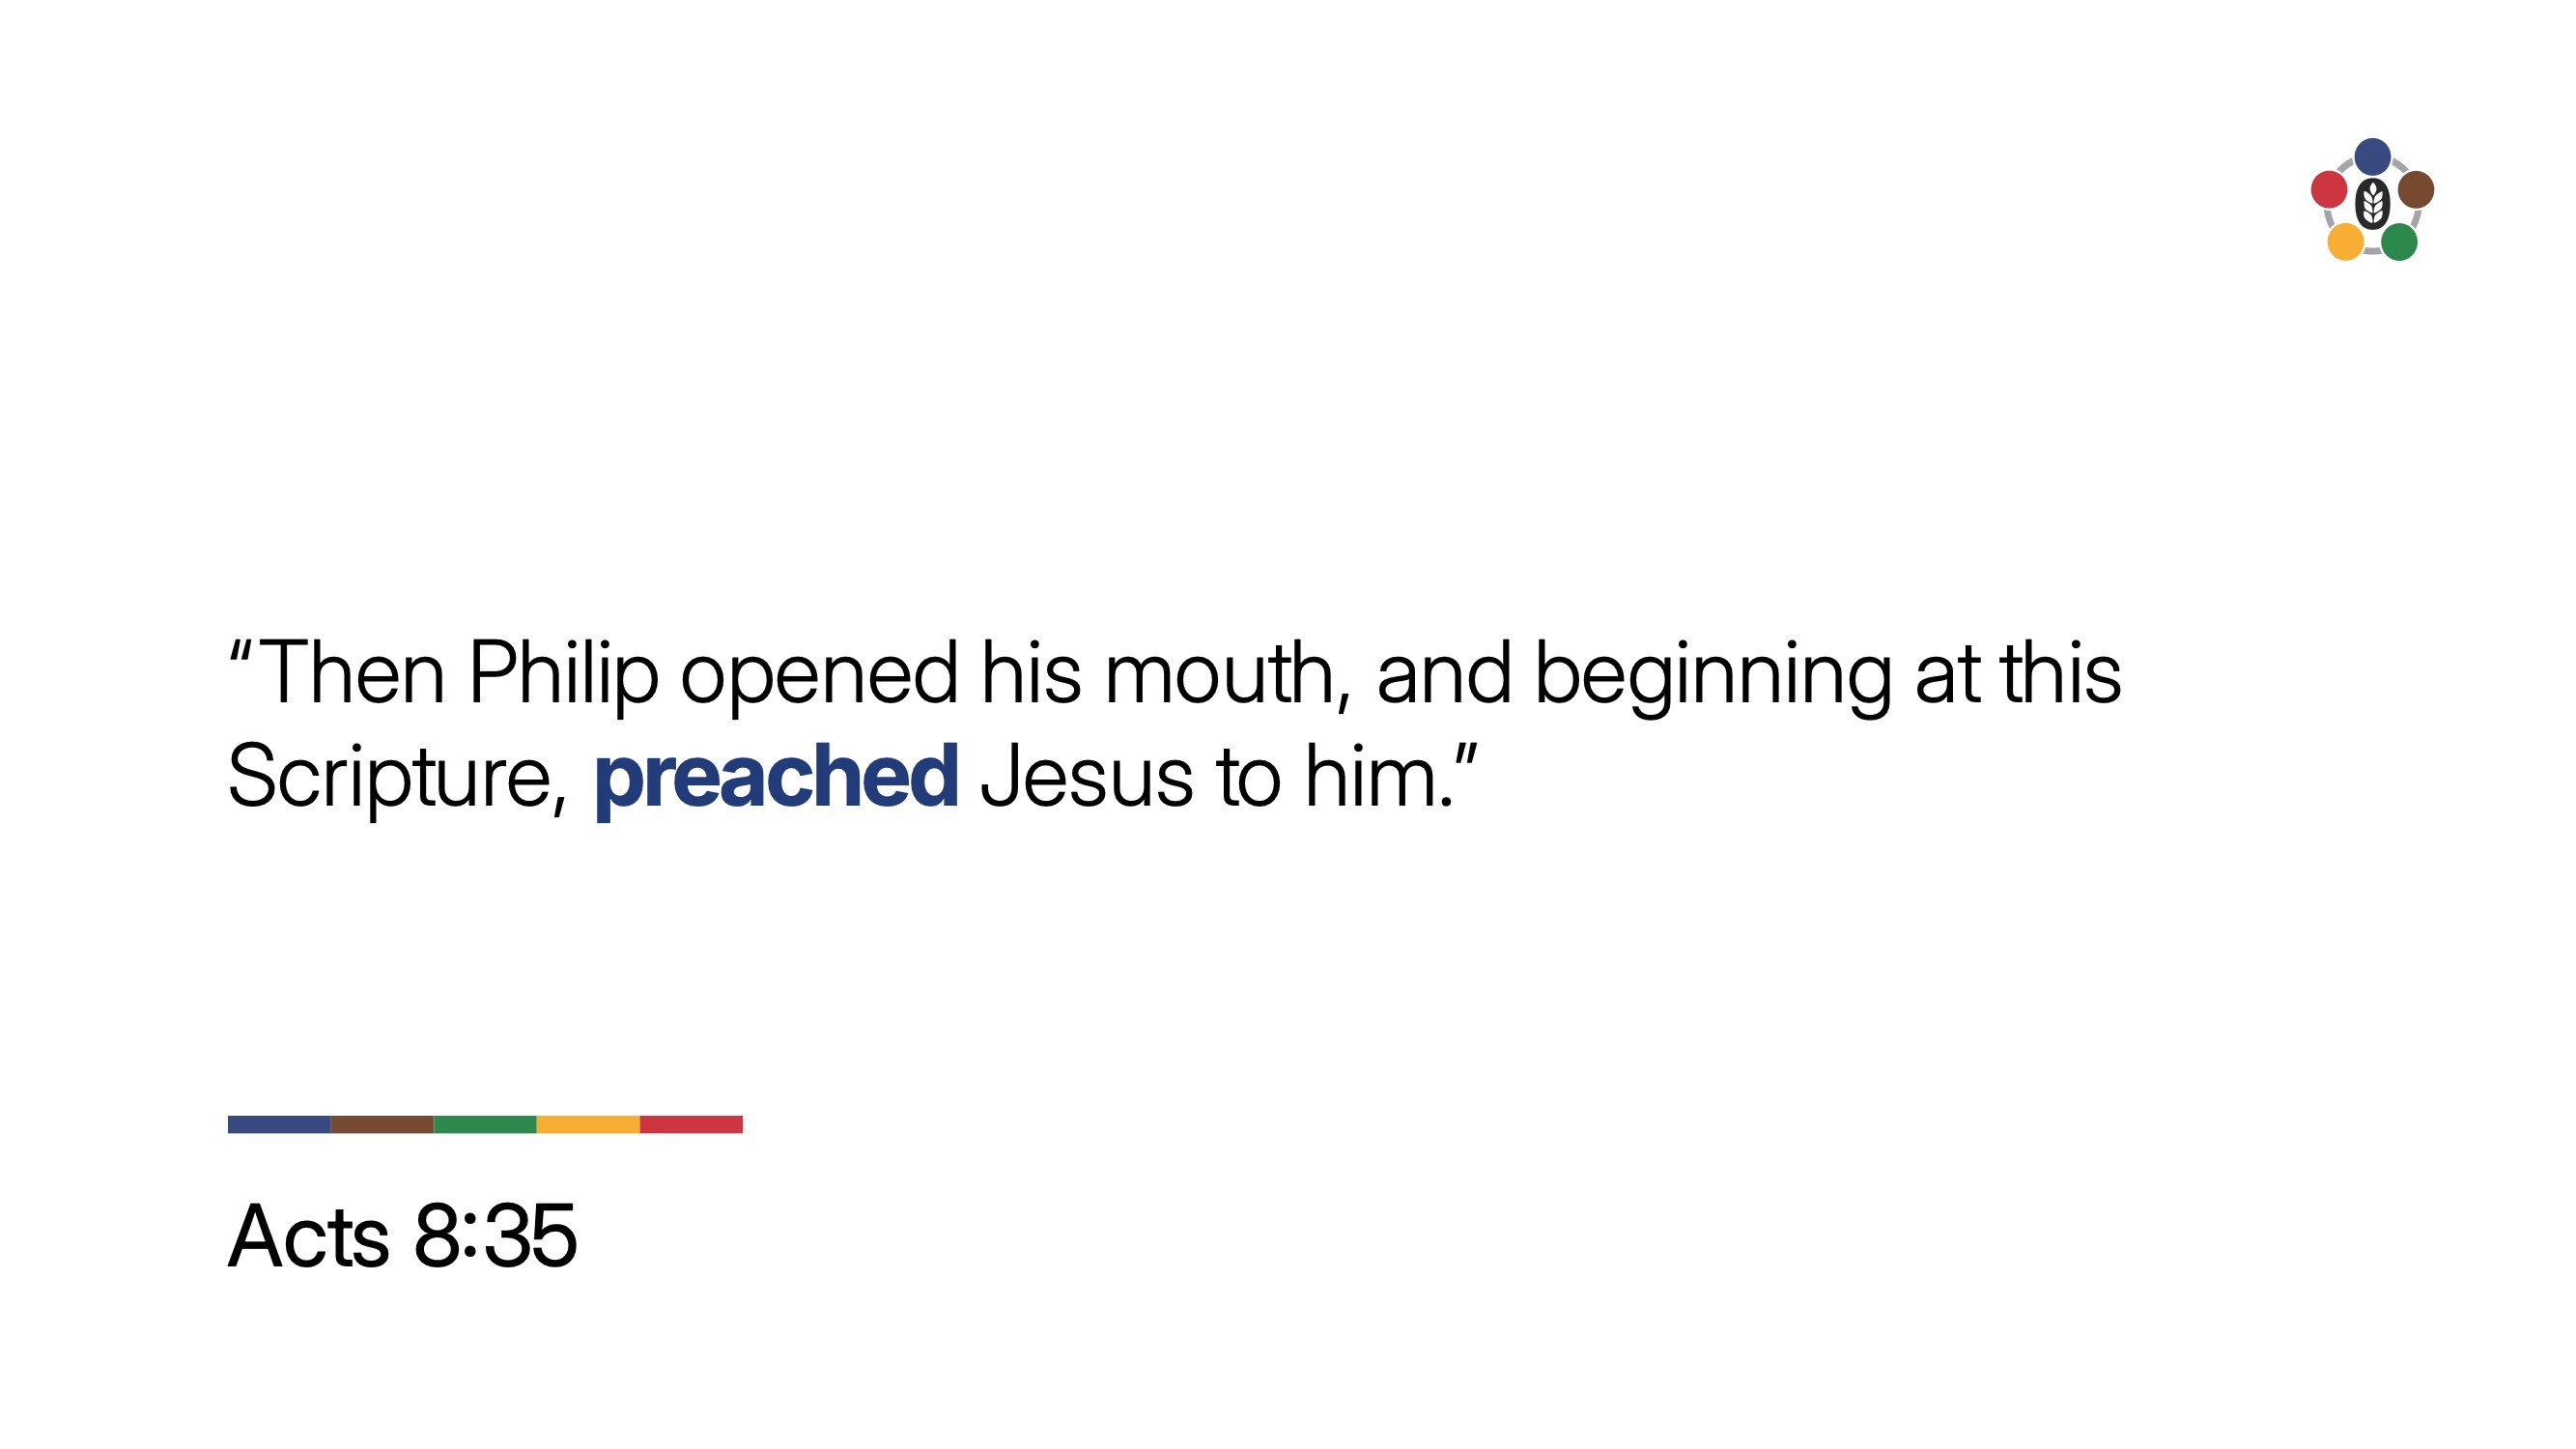 “Then Philip opened his mouth, and beginning at this
Scripture, preached Jesus to him.”
Acts 8:35